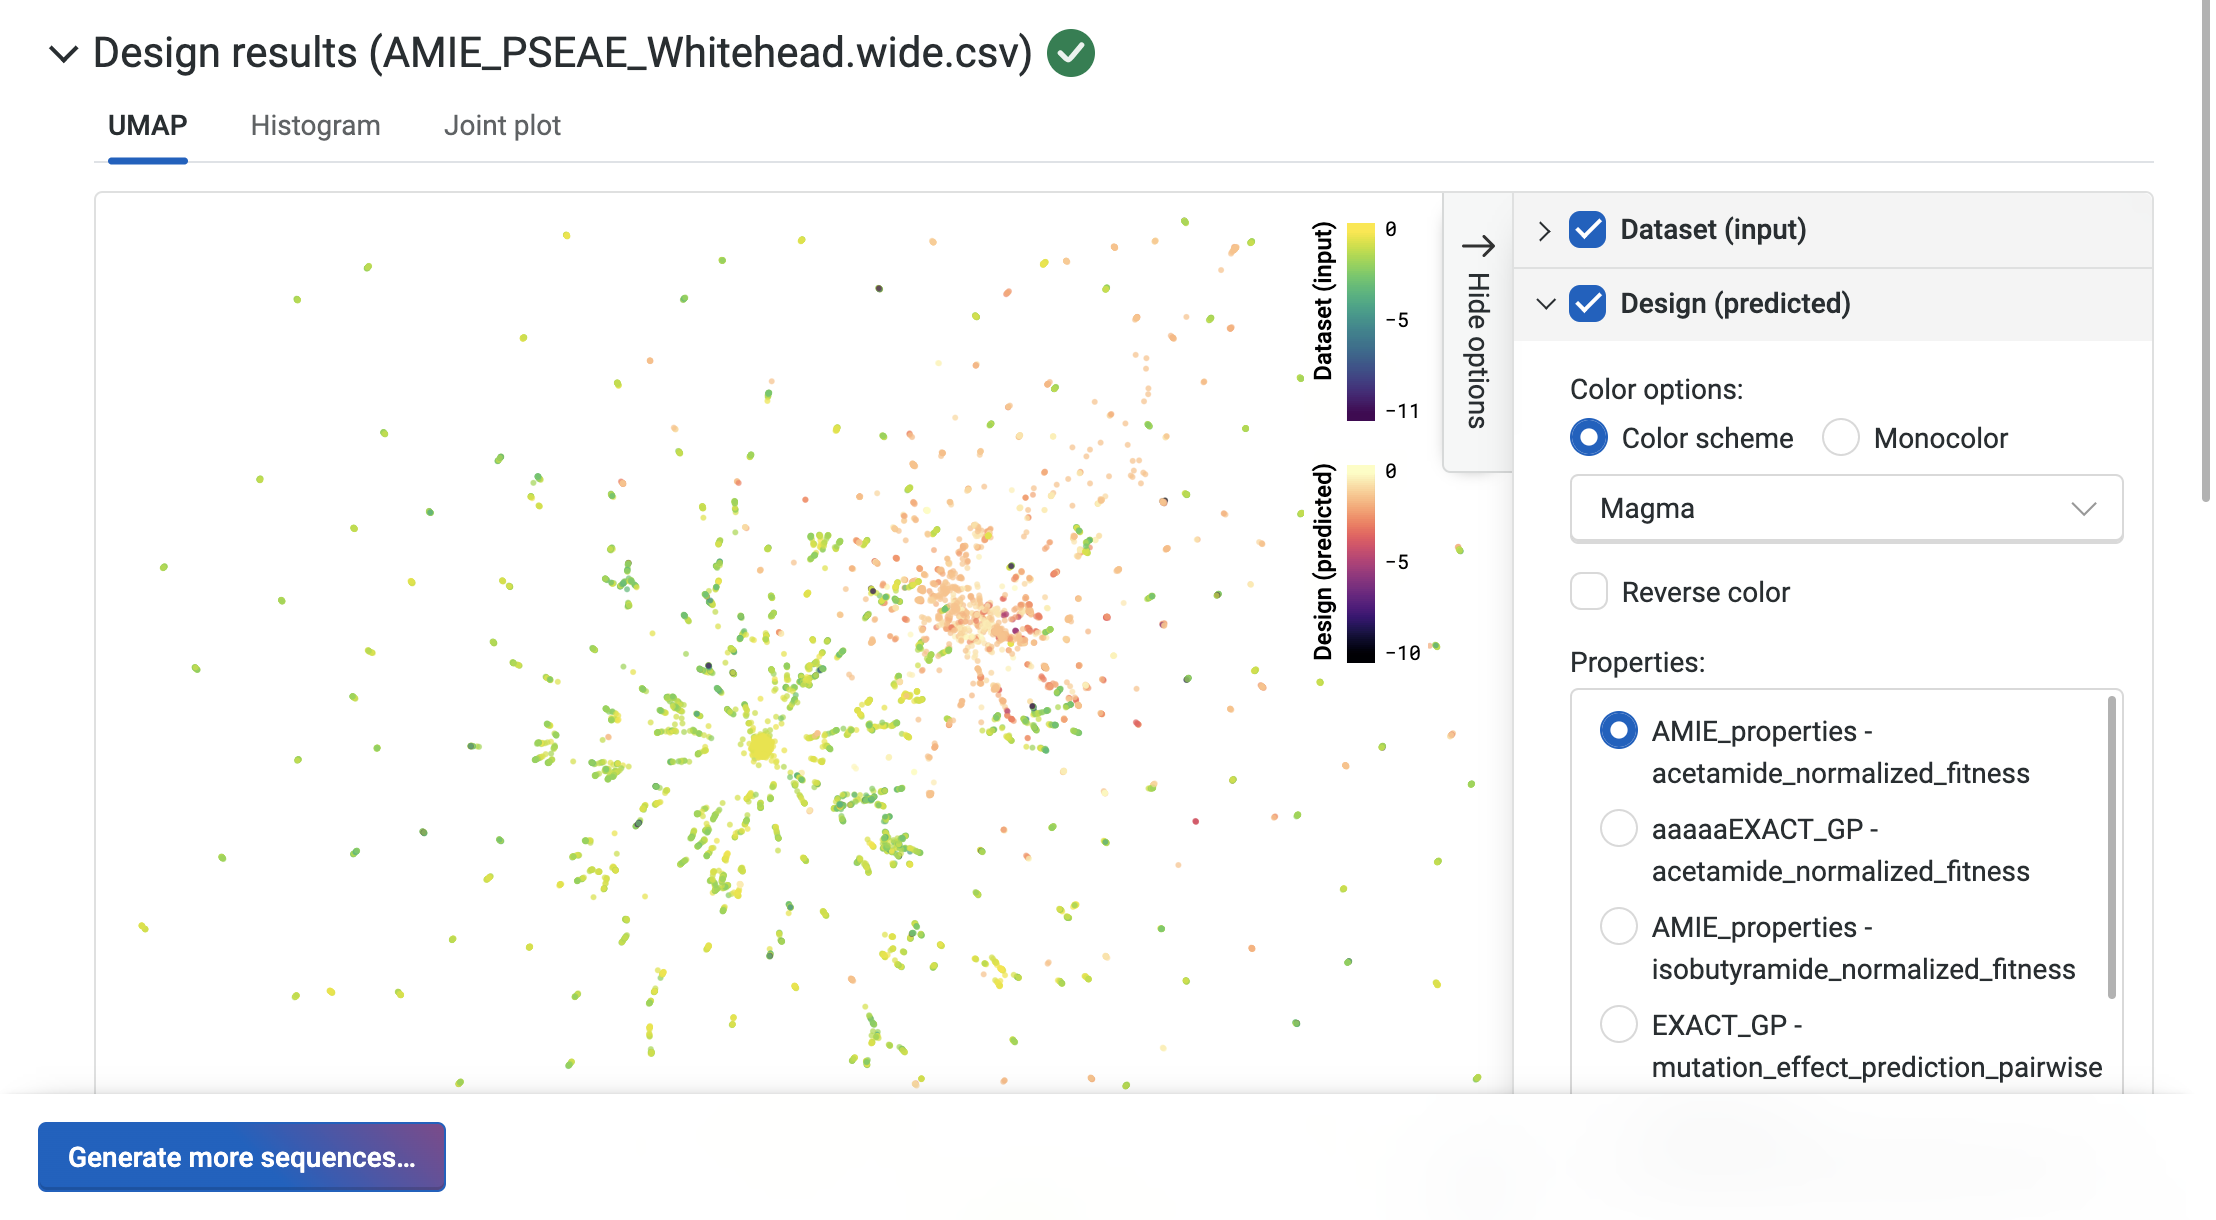 Design results (AMIE_PSEAE_Whitehead.wide.csv)
UMAP
Histogram
Joint plot
Dataset (input)
0
-5
-11
Design (predicted)
0
-5
-10
Hide options
Dataset (input)
Design (predicted)
Color options:
Color scheme
Monocolor
Magma
Reverse color
Properties:
AMIE_properties -
acetamide_normalized_fitness
aaaaaEXACT_GP -
acetamide_normalized_fitness
AMIE_properties -
isobutyramide_normalized_fitness
EXACT_GP -
mutation_effect_prediction_pairwise
Generate more sequences...